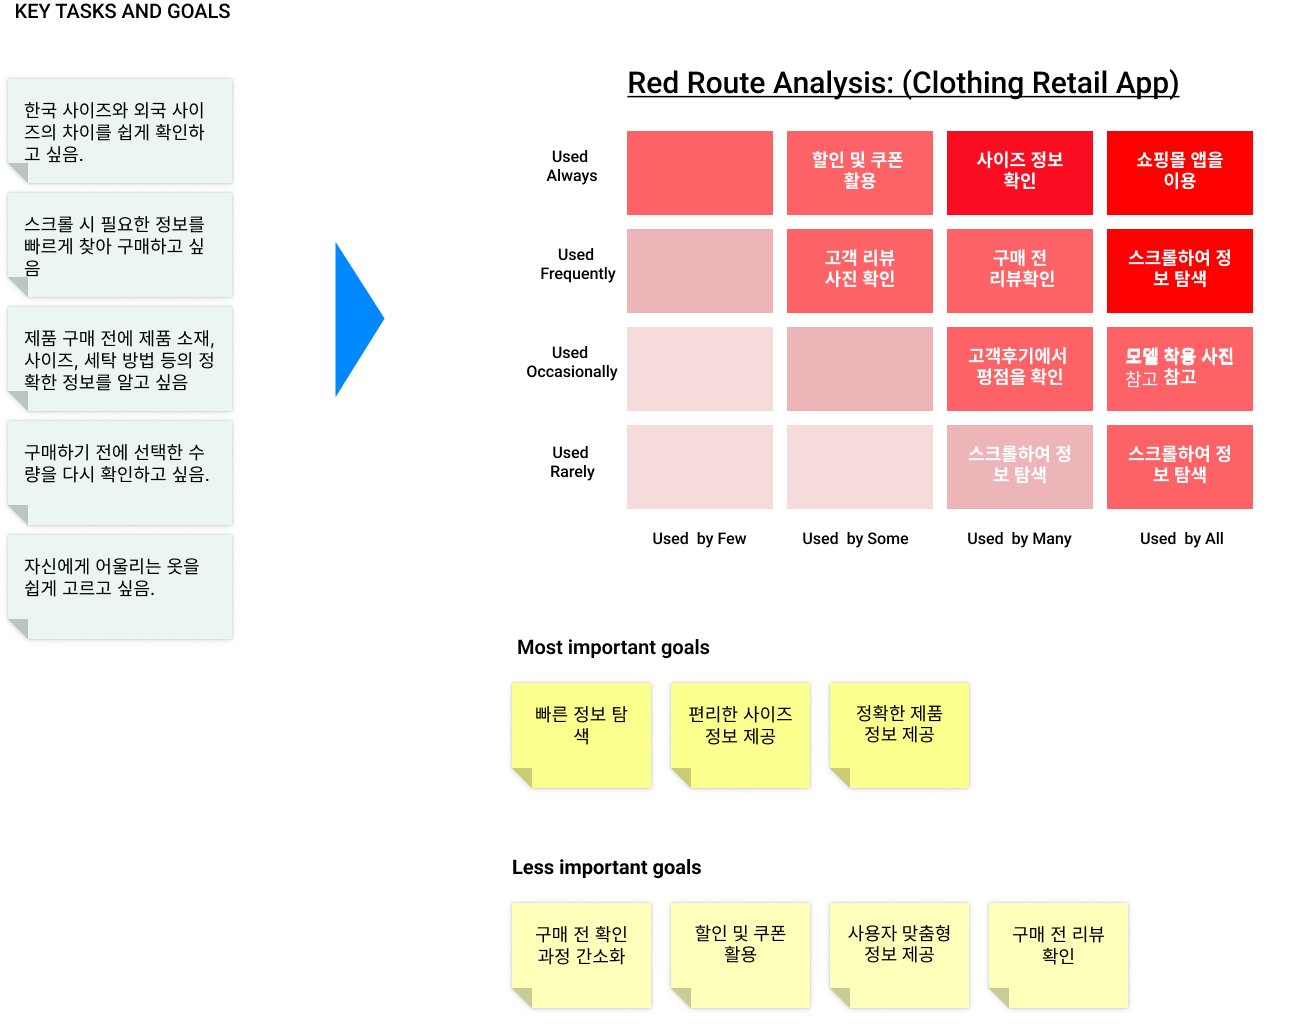 KEY TASKS AND GOALS
한국 사이즈와 외국 사이
즈의 차이를 쉽게 확인하
고 싶음.
스크롤 시 필요한 정보를
빠르게 찾아 구매하고 싶
음
제품 구매 전에 제품 소재,
사이즈, 세탁 방법 등의 정
확한 정보를 알고 싶음
구매하기 전에 선택한 수
량을 다시 확인하고 싶음.
자신에게 어울리는 옷을
쉽게 고르고 싶음.
Red Route Analysis: (Clothing Retail App)
Used
Always
할인 및 쿠폰
활용
사이즈 정보
확인
쇼핑몰 앱을
이용
Used
Frequently
고객 리뷰
사진 확인
구매 전
리뷰확인
스크롤하여 정
보 탐색
Used
Occasionally
고객후기에서
평점을 확인
모델 착용 사진
참고 참고
Used
Rarely
스크롤하여 정
보 탐색
스크롤하여 정
보 탐색
Used by Few
Used by Some
Used by Many
Used by All
Most important goals
빠른 정보 탐
색
편리한 사이즈
정보 제공
정확한 제품
정보 제공
Less important goals
구매 전 확인
과정 간소화
할인 및 쿠폰
활용
사용자 맞춤형
정보 제공
구매 전 리뷰
확인